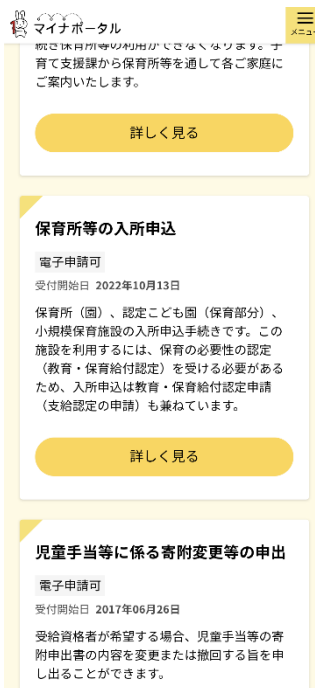 マイナポータル
メニュー
続き保育所等の利用ができなくなります。子
育て支援課から保育所等を通して各ご家庭に
ご案内いたします。
詳しく見る
保育所等の入所申込
電子申請可
受付開始日 2022年10月13日
保育所（園）、認定こども園（保育部分）、
小規模保育施設の入所申込手続きです。この
施設を利用するには、保育の必要性の認定
（教育・保育給付認定）を受ける必要がある
ため、入所申込は教育・保育給付認定申請
（支給認定の申請）も兼ねています。
詳しく見る
児童手当等に係る寄附変更等の申出
電子申請可
受付開始日 2017年06月26日
受給資格者が希望する場合、児童手当等の寄
附申出書の内容を変更または撤回する旨を申
し出ることができます。